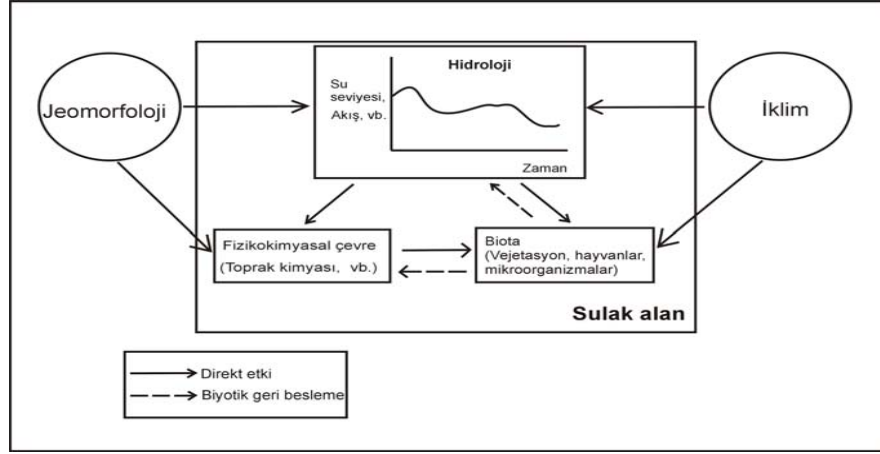 Hidroloji
Su
seviyesi,
Akış, vb.
Zaman
Jeomorfoloji
İklim
Fizikokimyasal çevre
(Toprak kimyası, vb.)
Biota
(Vejetasyon, hayvanlar,
mikroorganizmalar)
Sulak alan
Direkt etki
Biyotik geri besleme